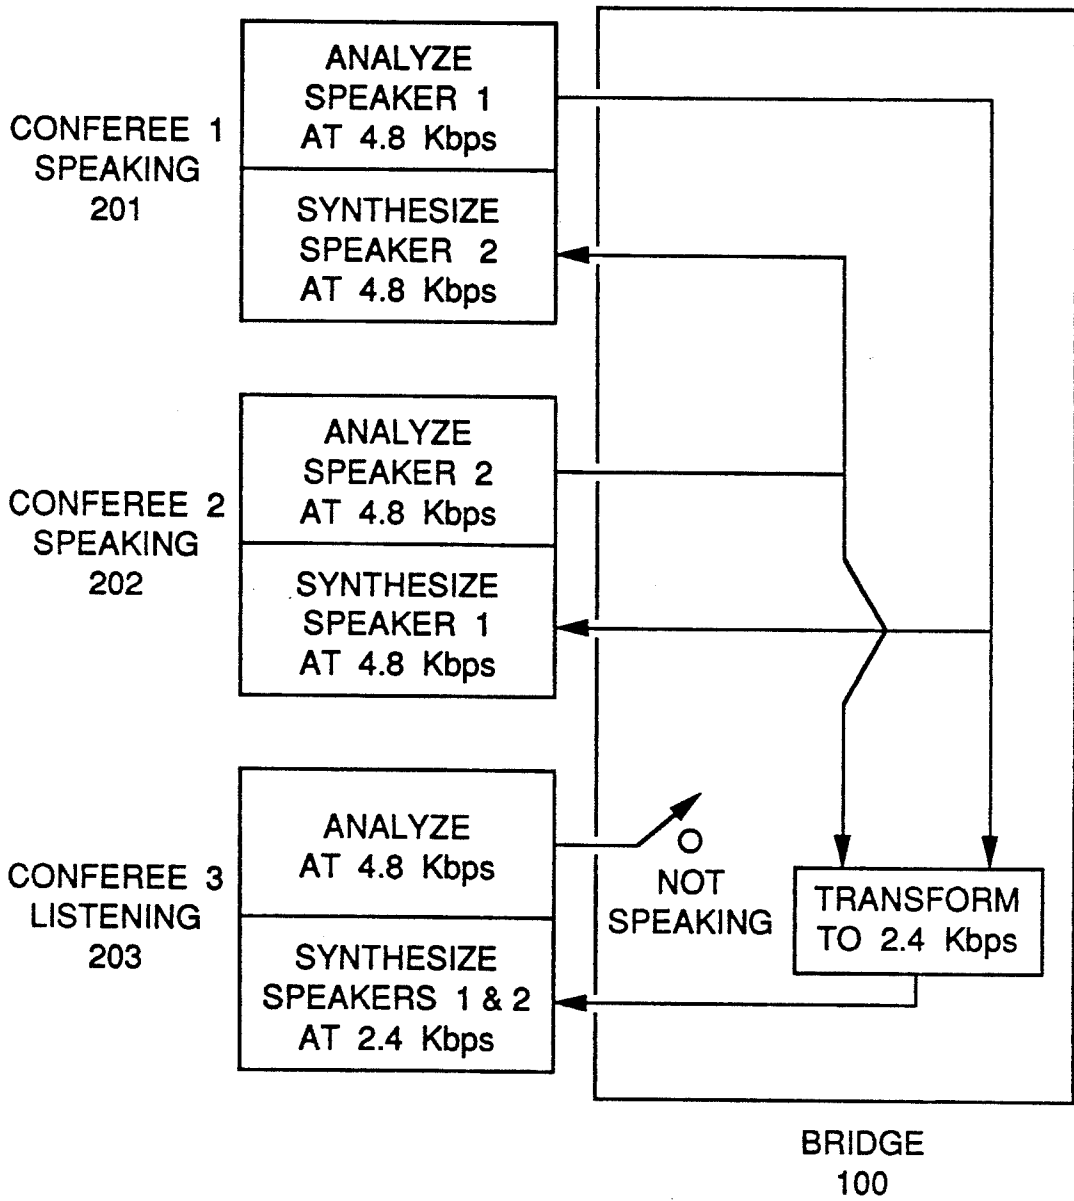 ANALYZE
SPEAKER 1
AT 4.8 Kbps
CONFEREE 1
SPEAKING
201
SYNTHESIZE
SPEAKER 2
AT 4.8 Kbps
ANALYZE
SPEAKER 2
AT 4.8 Kbps
CONFEREE 2
SPEAKING
202
SYNTHESIZE
SPEAKER 1
AT 4.8 Kbps
ANALYZE
AT 4.8 Kbps
CONFEREE 3
LISTENING
203
SYNTHESIZE
SPEAKERS 1 & 2
AT 2.4 Kbps
NOT
SPEAKING
TRANSFORM
TO 2.4 Kbps
BRIDGE
100